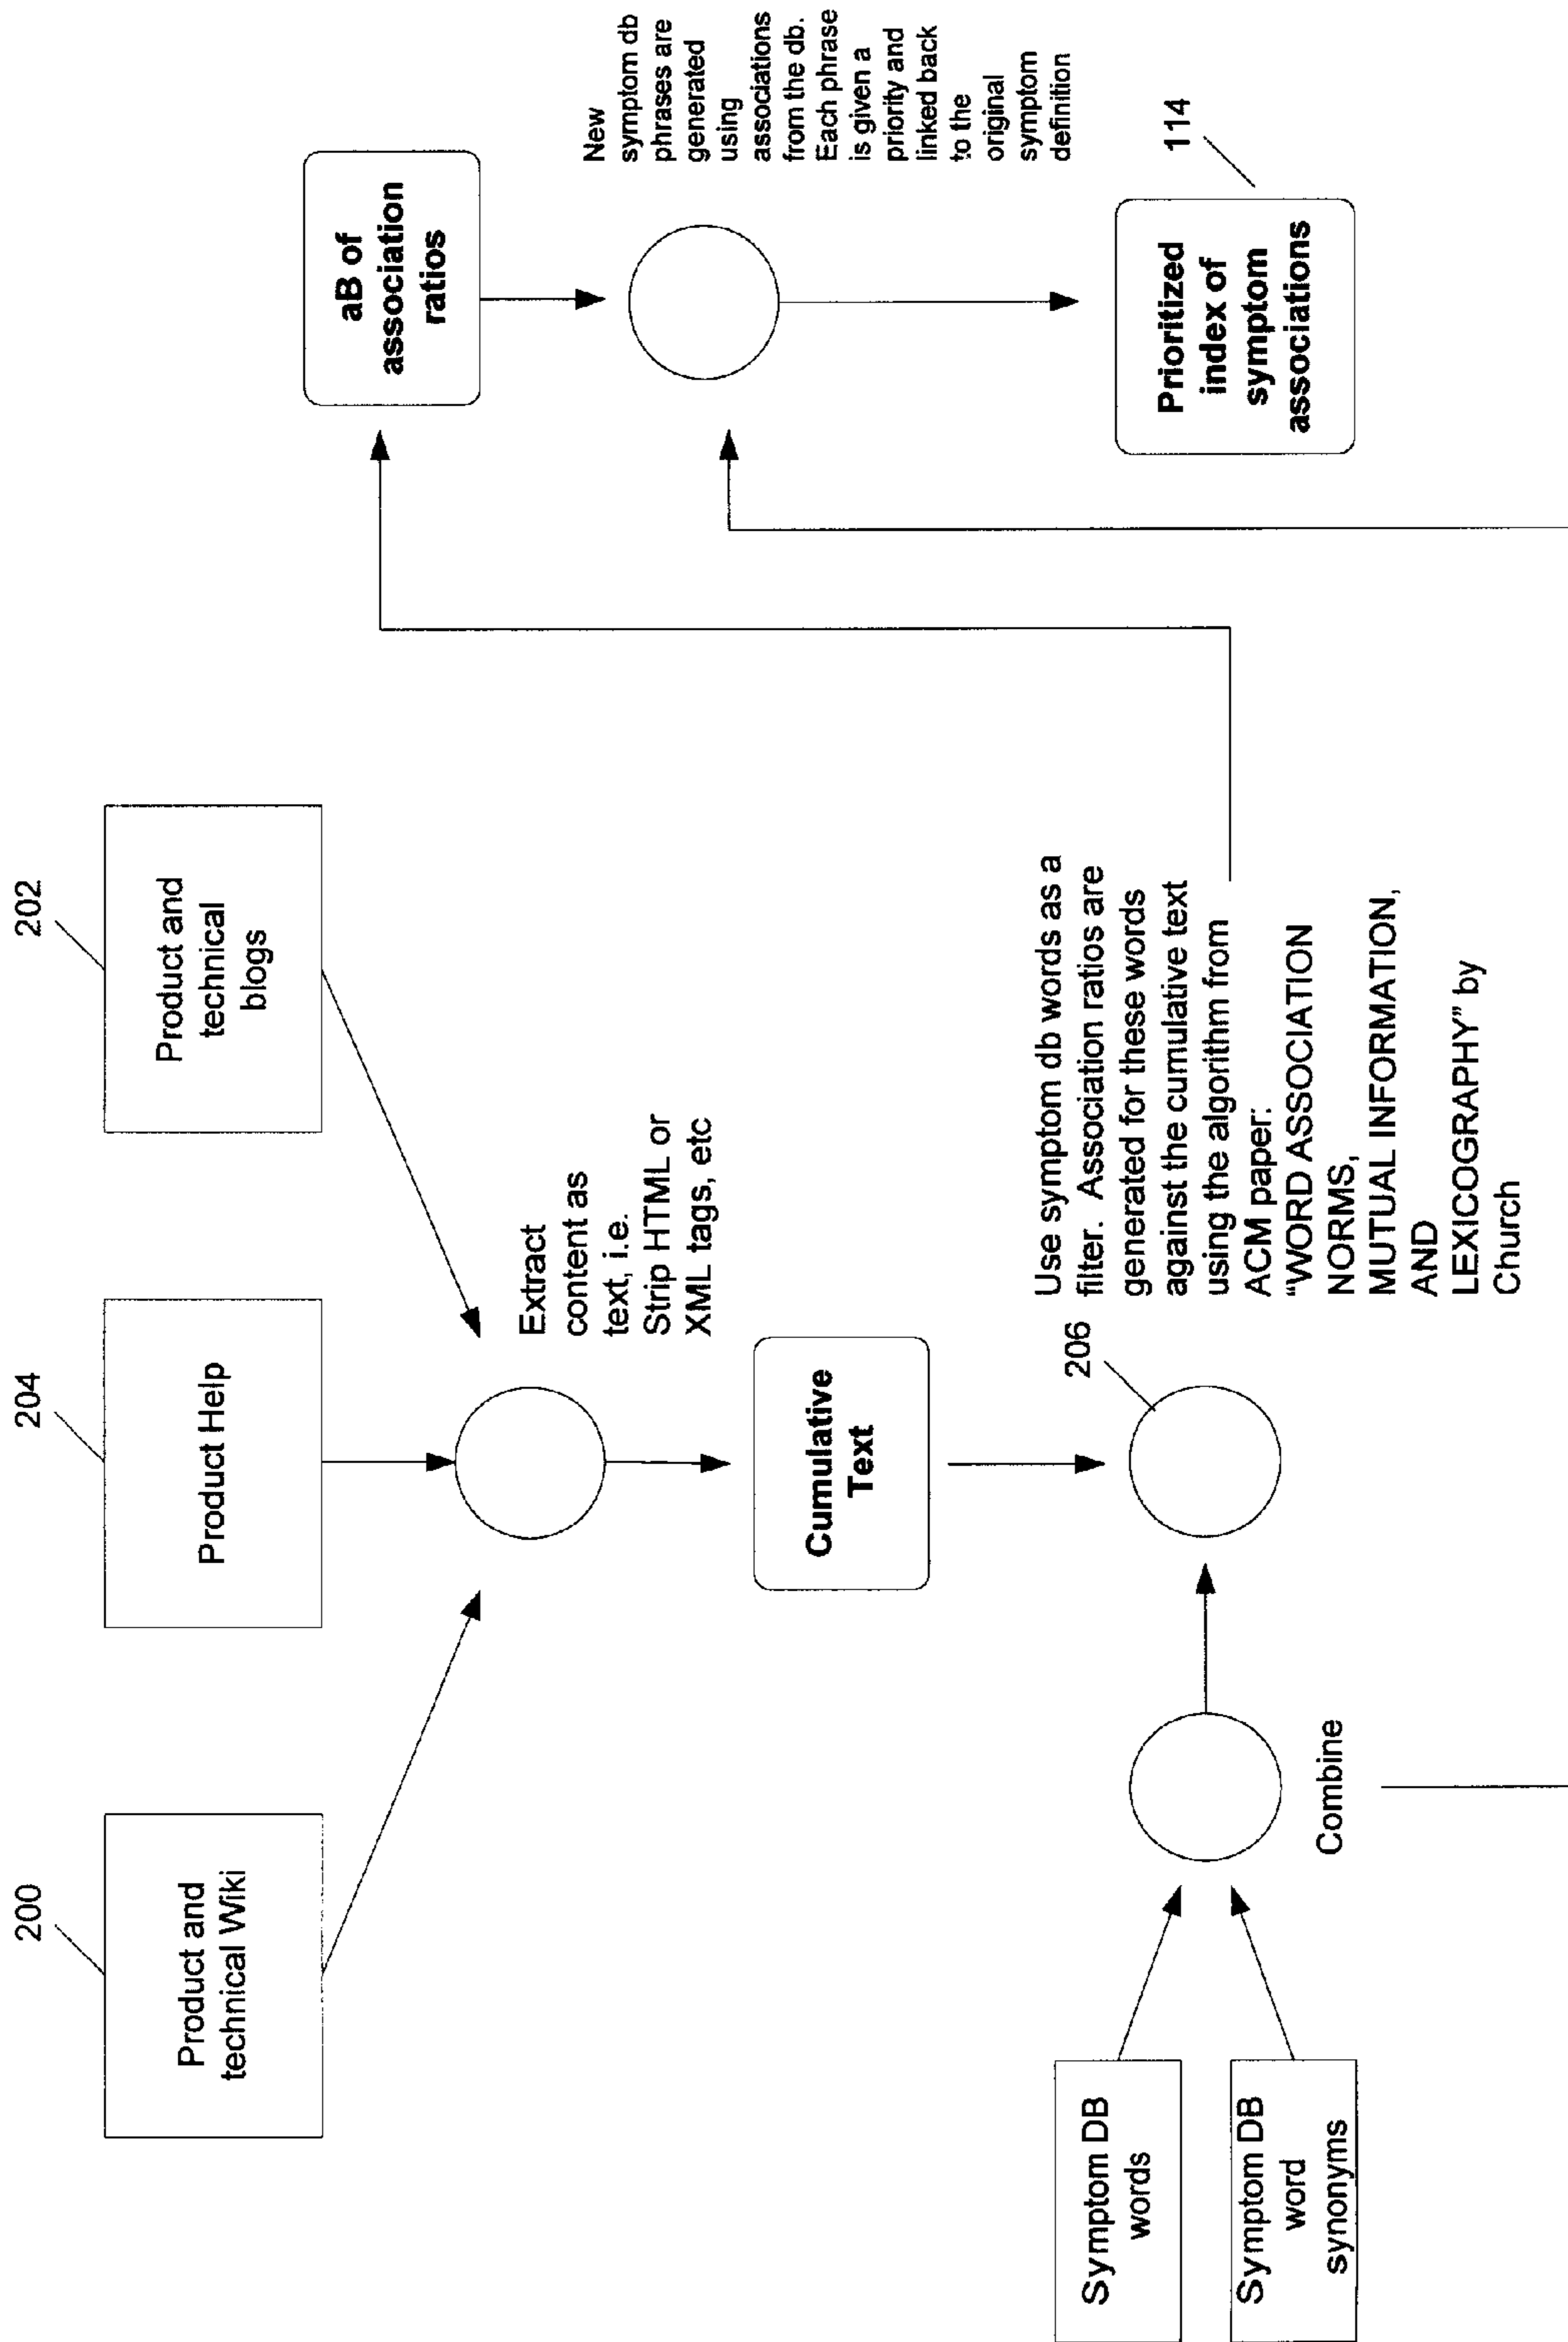 200
Product and
technical Wiki
204
Product Help
202
Product and
technical
blogs
Extract
content as
text, i.e.
Strip HTML or
XML tags, etc
Cumulative
Text
Symptom DB
words
Symptom DB
word
synonyms
Combine
206
Use symptom db words as a
filter. Association ratios are
generated for these words
against the cumulative text
using the algorithm from
ACM paper:
“WORD ASSOCIATION
NORMS,
MUTUAL INFORMATION,
AND
LEXICOGRAPHY” by
Church
aB of
association
ratios
New
symptom db
phrases are
generated
using
associations
from the db.
Each phrase
is given a
priority and
linked back
to the
original
symptom
definition
114
Prioritized
index of
symptom
associations